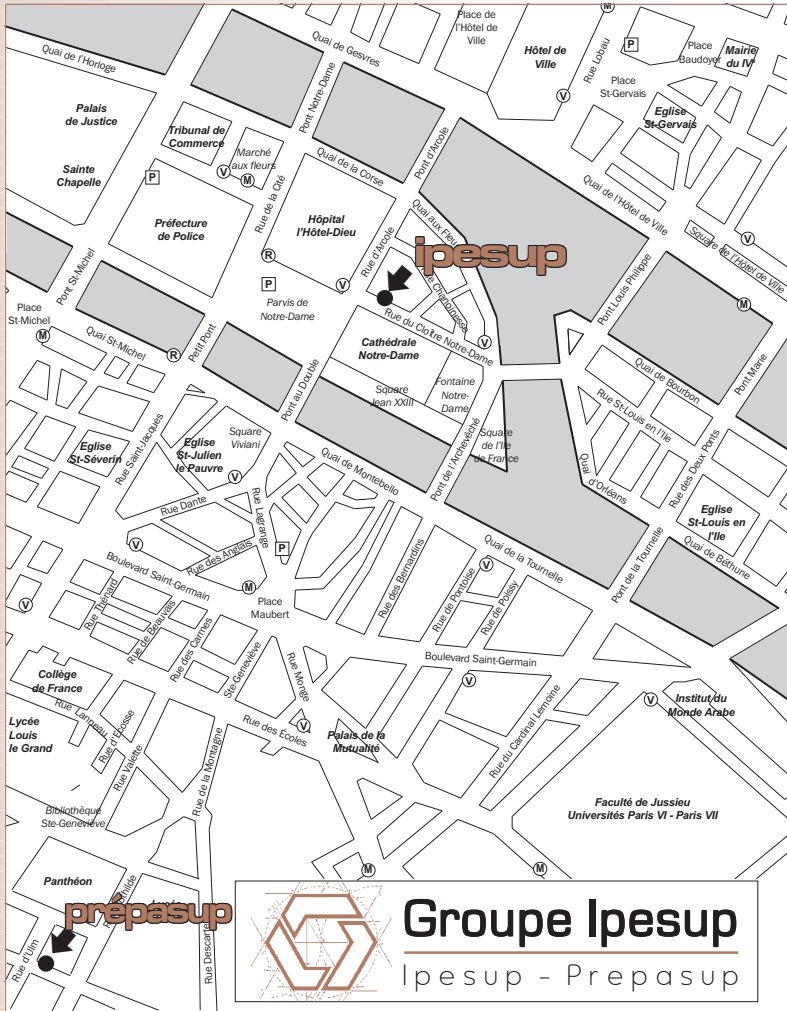 Place de
l'Hôtel de
Ville
M
Quai de Gesvres
Quai de l'Horloge
Hôtel de
Ville
Rue Lobau
P
Place
Baudoyer
Mairie
du IV°
Place
St-Gervais
V
Eglise
St-Gervais
Palais
de Justice
Pont Notre-Dame
Tribunal de
Commerce
Marché
aux fleurs
V
M
Quai de la Corse
Pont d'Arcole
Sainte
Chapelle
P
Rue de la Cité
Préfecture
de Police
Hôpital
l'Hôtel-Dieu
Quai aux Fleu
Quai de l'Hôtel de Ville
V
Square de l'Hôtel de Ville
Rue d'Arcole
ipesup
R
P
V
Pont St-Michel
Parvis de
Notre-Dame
Chanoinesse
Pont Louis Philippe
M
Place
St-Michel
M
Quai St-Michel
R
Petit Pont
Rue du Cloître Notre-Dame
V
Cathédrale
Notre-Dame
Pont au Double
Square
Jean XXIII
Fontaine
Notre-
Dame
Quai de Bourbon
Pont Marie
Rue St-Louis en l'Ile
Eglise
St-Séverin
Rue Saint-Jacques
Eglise
St-Julien
le Pauvre
Square
Viviani
V
Quai de Montebello
Pont de l'Archevêché
Square
de l'Ile
de France
Quai
d'Orléans
Rue des Deux Ponts
Rue Dante
Rue Lagrange
Eglise
St-Louis en
l'Ile
V
Rue des Anglais
P
Boulevard Saint-Germain
M
Quai de la Tournelle
Pont de la Tournelle
Quai de Béthune
V
Rue Thénard
Rue de Beauvais
Rue des Carmes
Place
Maubert
Rue des Bernardins
Rue de Pontoise
V
Rue de Poissy
Ste-Geneviève
Rue Monge
Boulevard Saint-Germain
V
Collège
de France
Rue Lanneau
Rue d'Ecosse
Rue Valette
Lycée
Louis
le Grand
Rue de la Montagne
Rue des Écoles
V
Palais de la
Mutualité
Rue du Cardinal Lemoine
V
Institut du
Monde Arabe
Bibliothèque
Ste-Geneviève
Faculté de Jussieu
Universités Paris VI - Paris VII
M
M
Panthéon
prépasup
Rue d'Ulm
Rue Descarte
Groupe Ipesup
Ipesup - Prepasup